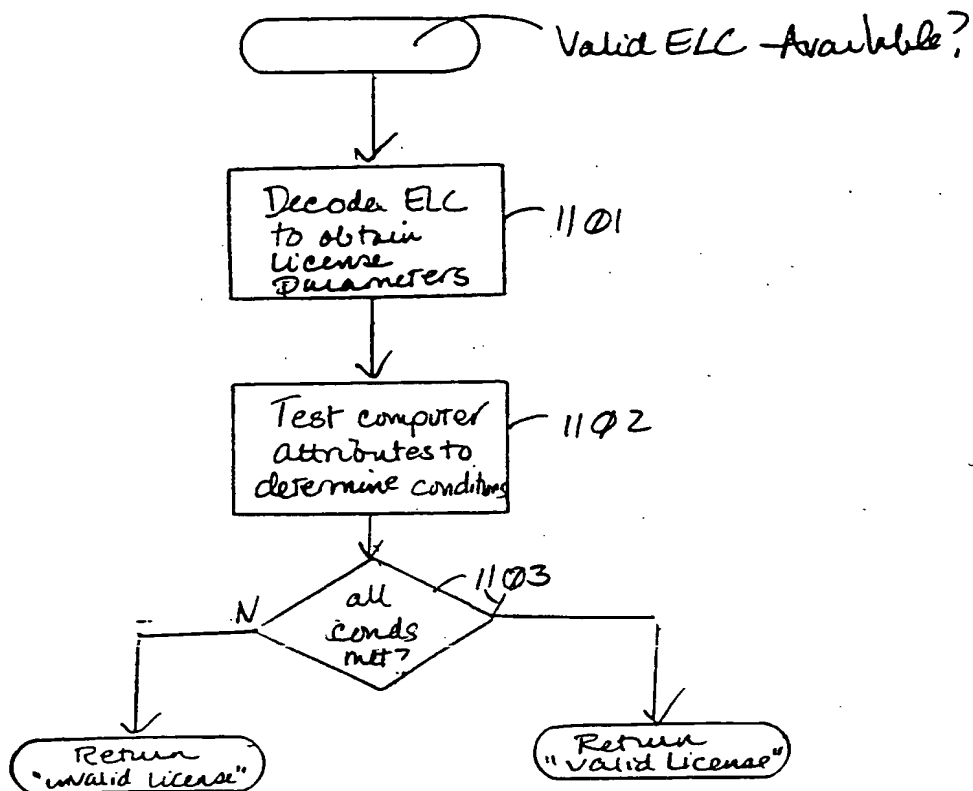 Valid ELC Available?
Decode ELC
to obtain
License
Parameters
1101
Test computer
attributes to
determine conditions
1102
1103
N
all
conds
met?
Return
"invalid License"
Return
"valid License"